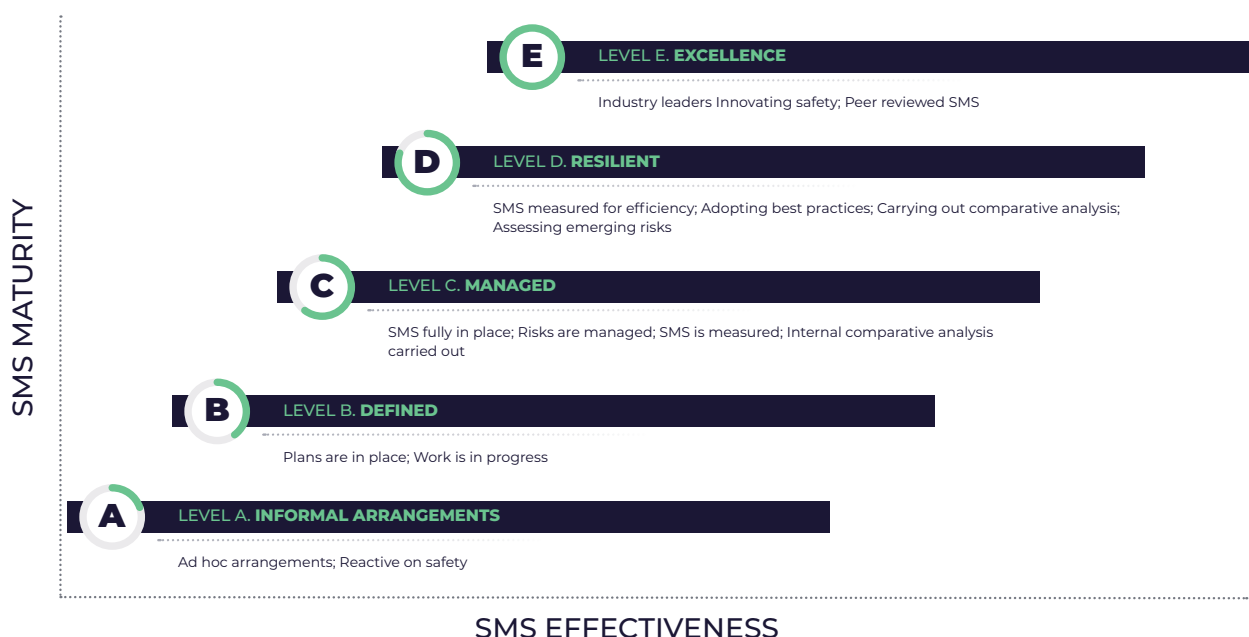 E
LEVEL E. EXCELLENCE
Industry leaders Innovating safety; Peer reviewed SMS
D
LEVEL D. RESILIENT
SMS measured for efficiency; Adopting best practices; Carrying out comparative analysis;
Assessing emerging risks
C
LEVEL C. MANAGED
SMS fully in place; Risks are managed; SMS is measured; Internal comparative analysis
carried out
B
LEVEL B. DEFINED
Plans are in place; Work is in progress
A
LEVEL A. INFORMAL ARRANGEMENTS
Ad hoc arrangements; Reactive on safety
SMS MATURITY
SMS EFFECTIVENESS